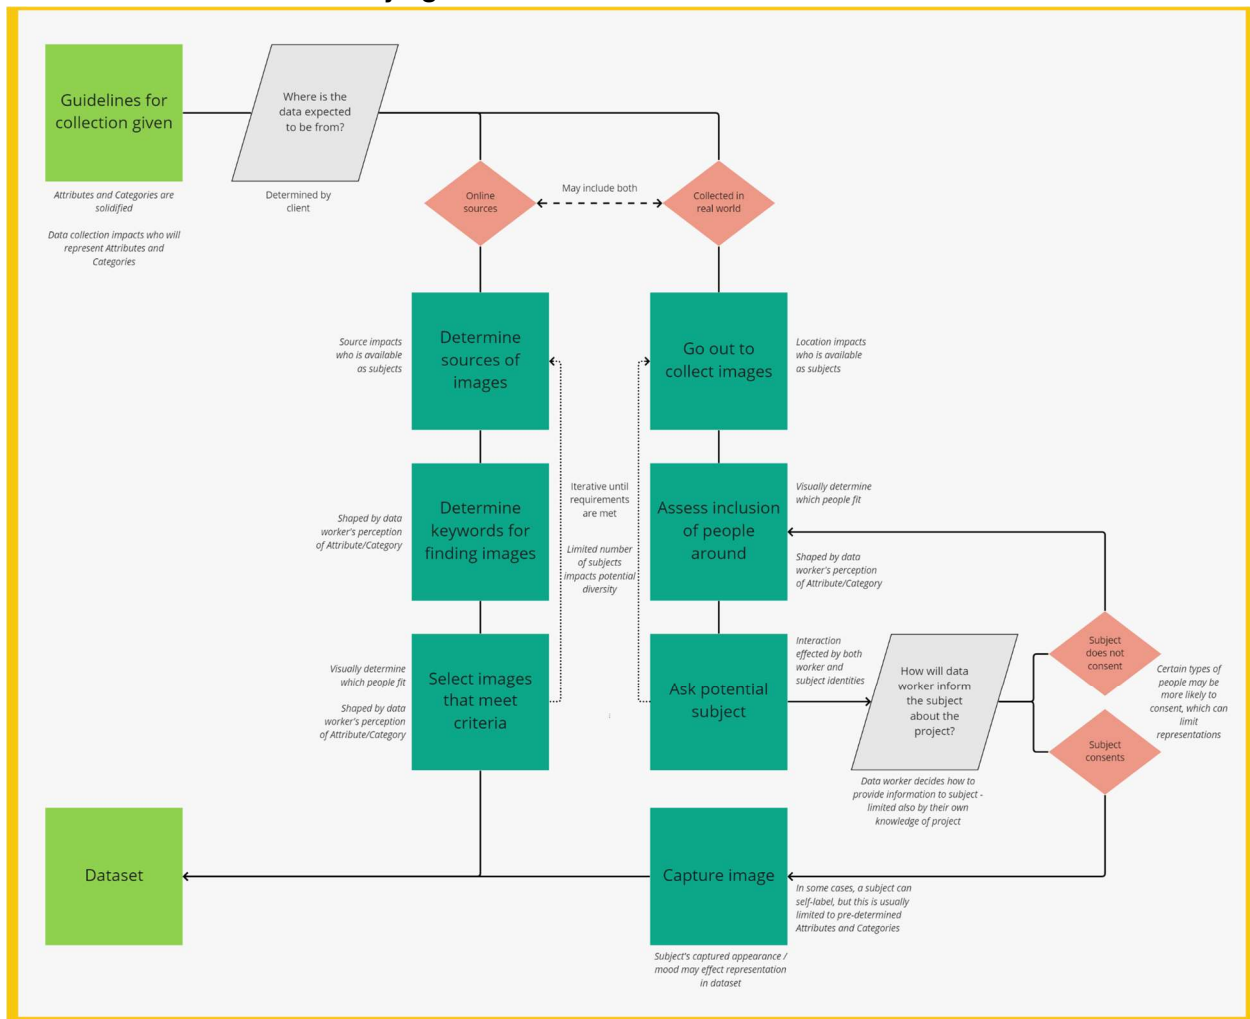 Guidelines for
collection given
Attributes and Categories are
solidified
Data collection impacts who will
represent Attributes and
Categories
Where is the
data expected
to be from?
Determined by
client
Online
sources
May include both
Collected in
real world
Source impacts
who is available
as subjects
Determine
sources of
images
Go out to
collect images
Location impacts
who is available
as subjects
Shaped by data
worker's perception
of Attribute/Category
Determine
keywords for
finding images
Iterative until
requirements
are met
Limited number
of subjects
impacts potential
diversity
Assess inclusion
of people
around
Visually determine
which people fit
Shaped by data
worker's perception
of Attribute/Category
Visually determine
which people fit
Shaped by data
worker's perception
of Attribute/Category
Select images
that meet
criteria
Ask potential
subject
Interaction
effected by both
worker and
subject identities
How will data
worker inform
the subject
about the
project?
Data worker decides how to
provide information to subject -
limited also by their own
knowledge of project
Subject
does not
consent
Certain types of
people may be
more likely to
consent, which can
limit
representations
Subject
consents
Dataset
Capture image
In some cases, a subject can
self-label, but this is usually
limited to pre-determined
Attributes and Categories
Subject's captured appearance /
mood may effect representation
in dataset